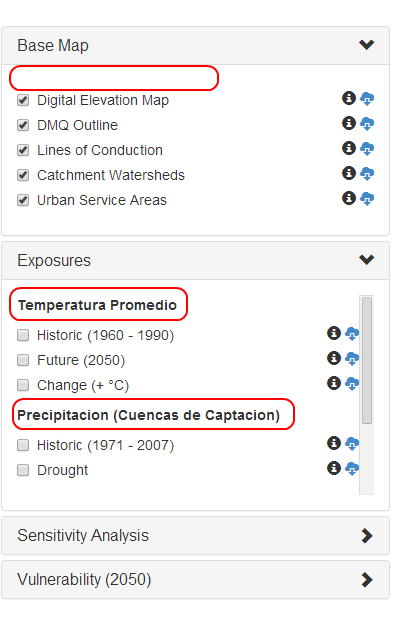 Base Map
Digital Elevation Map
DMQ Outline
Lines of Conduction
Catchment Watersheds
Urban Service Areas
Exposures
Temperatura Promedio
Historic (1960 - 1990)
Future (2050)
Change (+ °C)
Precipitacion (Cuencas de Captacion)
Historic (1971 - 2007)
Drought
Sensitivity Analysis
Vulnerability (2050)